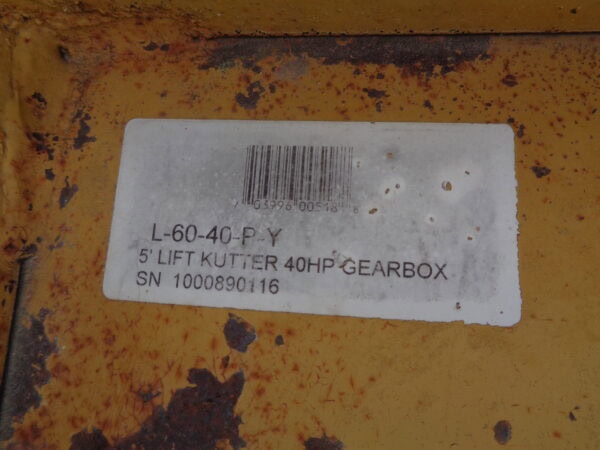 L-60-40-P-Y
5' LIFT KUTTER 40HP GEARBOX
SN 1000890116